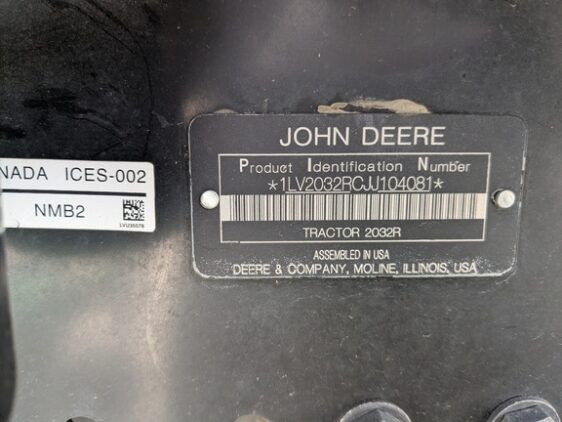 JOHN DEERE
Product Identification Number
*1LV2032RCJJ104081*
TRACTOR 2032R
ASSEMBLED IN USA
DEERE & COMPANY, MOLINE, ILLINOIS, USA
NADA ICES-002
NMB2